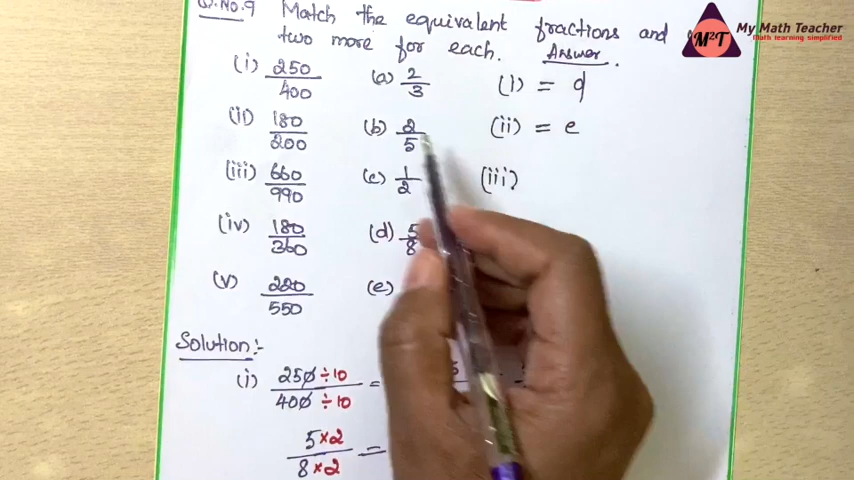 Q.No.9 Match the equivalent fractions and
two more for each. Answer.
(i) 250/400 (a) 2/3 (i) = d
(ii) 180/200 (b) 2/5 (ii) = e
(iii) 660/990 (c) 1/2 (iii)
(iv) 180/360 (d) 5/8
(v) 220/550 (e)
Solution:-
(i) 250 ÷10 / 400 ÷10 =
5 ×2 / 8 ×2 =
M²T
My Math Teacher
Math learning simplified